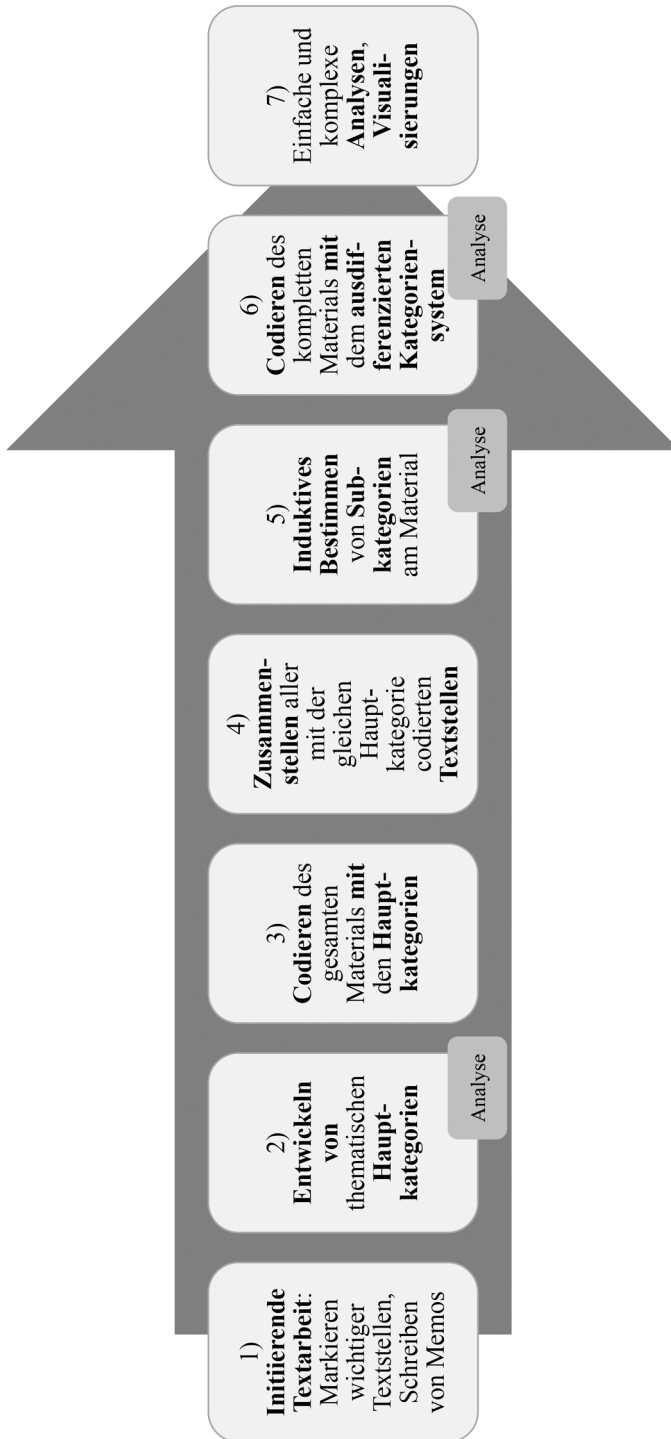 1)
Initiierende
Textarbeit:
Markieren
wichtiger
Textstellen,
Schreiben
von Memos
2)
Entwickeln
von
thematischen
Haupt-
kategorien
Analyse
3)
Codieren des
gesamten
Materials mit
den Haupt-
kategorien
4)
Zusammen-
stellen aller
mit der
gleichen
Haupt-
kategorie
codierten
Textstellen
5)
Induktives
Bestimmen
von Sub-
kategorien
am Material
Analyse
6)
Codieren des
kompletten
Materials mit
dem ausdif-
ferenzierten
Kategorien-
system
Analyse
7)
Einfache und
komplexe
Analysen,
Visuali-
sierungen